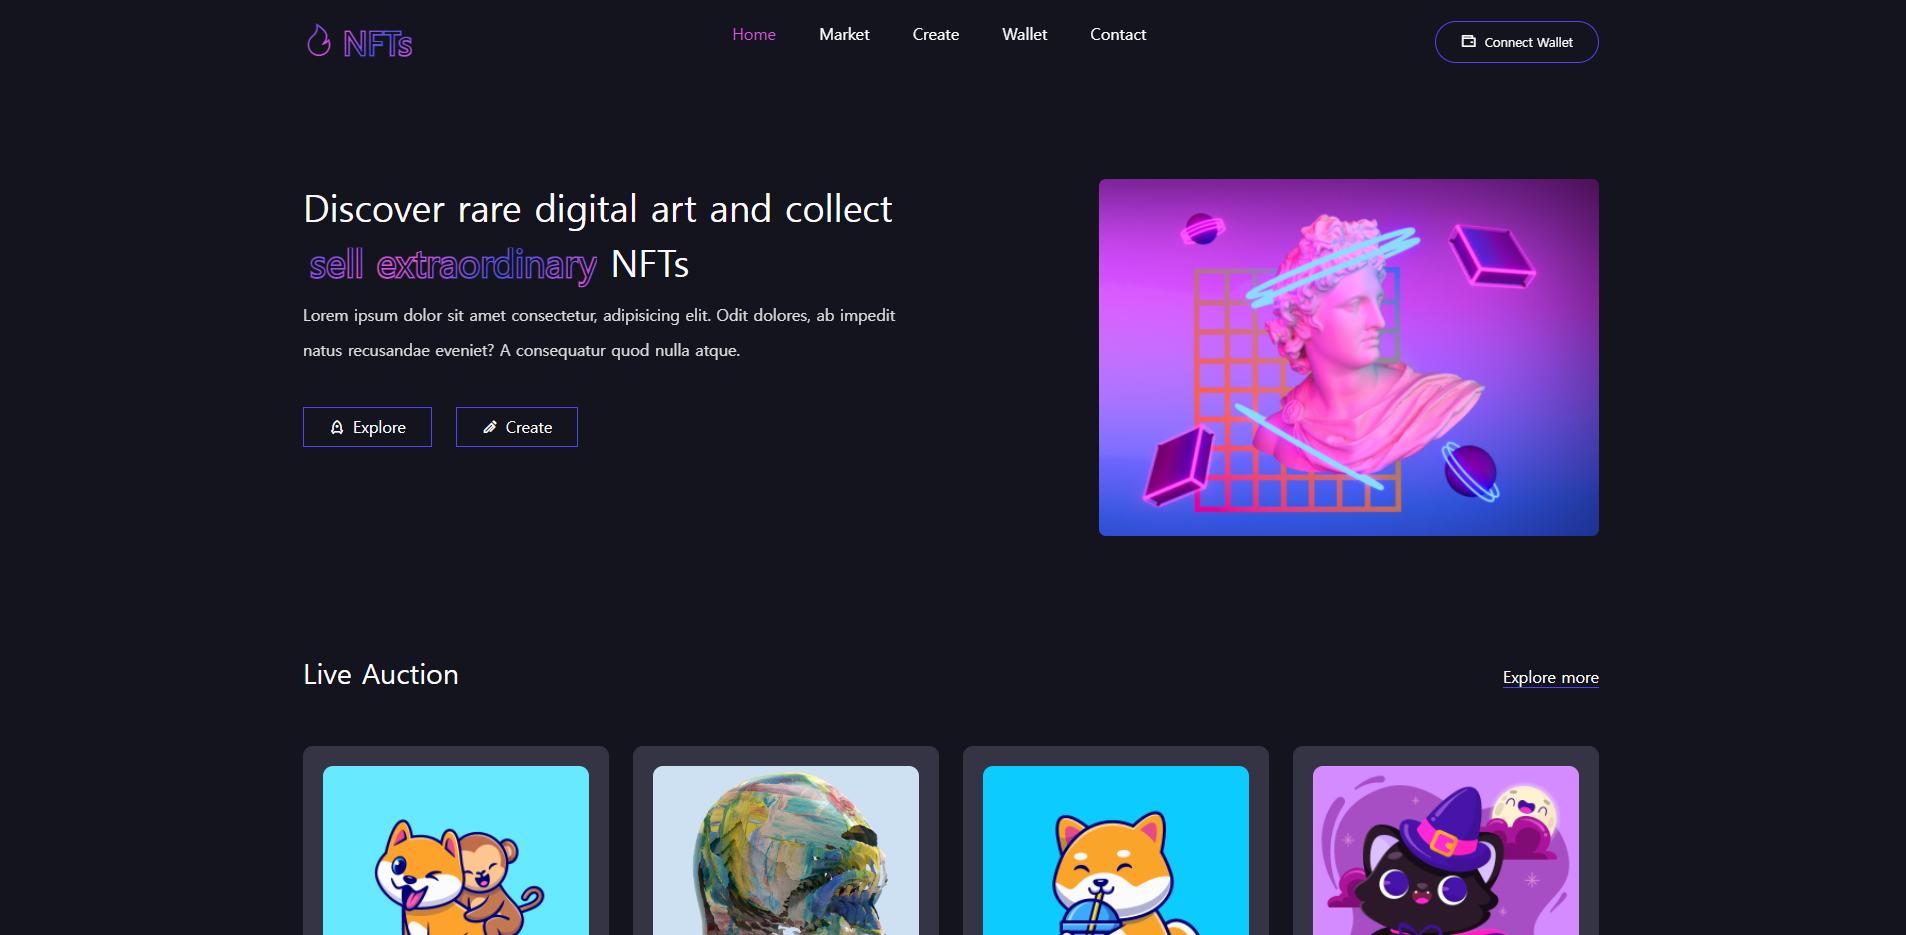 NFTs
Home Market Create Wallet Contact
Connect Wallet
Discover rare digital art and collect
sell extraordinary NFTs
Lorem ipsum dolor sit amet consectetur, adipisicing elit. Odit dolores, ab impedit
natus recusandae eveniet? A consequatur quod nulla atque.
Explore Create
Live Auction
Explore more